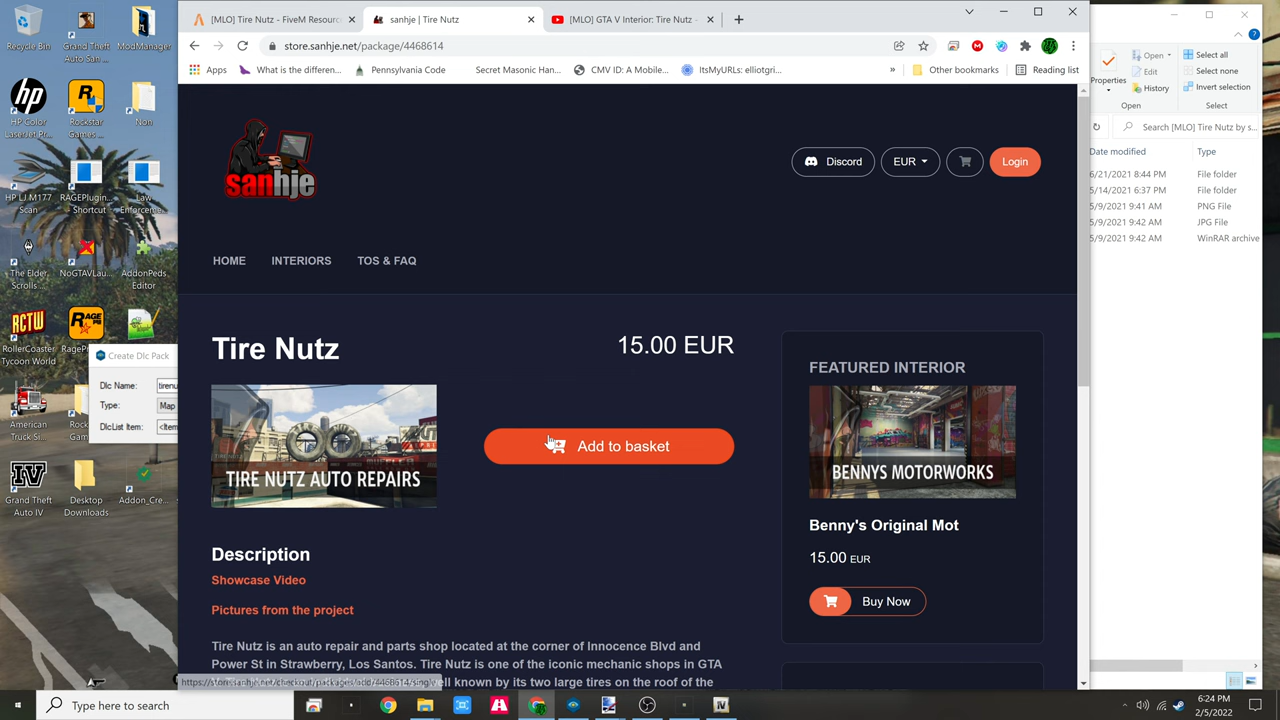 Recycle Bin
Grand Theft
Auto San ...
ModManager
HP Color
LaserJet Pr...
Rockstar
Games ...
Non
HP LJ M177
Scan
RAGEPlugin...
- Shortcut
Law
Enforceme...
The Elder
Scrolls...
NoGTAVLau...
AddonPeds
Editor
RCTW
RollerCoaster
Tycoon World
Create Dlc Pack
Dlc Name:
tirenu
Type:
Map
DlcList Item:
<Item
American
Truck Si...
IV
Grand Theft
Auto IV
Desktop
Downloads
Addon_Cre...
[MLO] Tire Nutz - FiveM Resourc
sanhje | Tire Nutz
[MLO] GTA V Interior: Tire Nutz -
store.sanhje.net/package/4468614
Apps
What is the differen...
Pennsylvania Code
Secret Masonic Han...
CMV ID: A Mobile...
ItsMyURLs: elliotgri...
»
Other bookmarks
Reading list
sanhje
Discord
EUR
Login
HOME
INTERIORS
TOS & FAQ
Tire Nutz
15.00 EUR
TIRE NUTZ AUTO REPAIRS
Add to basket
FEATURED INTERIOR
BENNYS MOTORWORKS
Benny's Original Mot
15.00 EUR
Buy Now
Description
Showcase Video
Pictures from the project
Tire Nutz is an auto repair and parts shop located at the corner of Innocence Blvd and
Power St in Strawberry, Los Santos. Tire Nutz is one of the iconic mechanic shops in GTA
well known by its two large tires on the roof of the
Properties
Open
Edit
History
Open
Select all
Select none
Invert selection
Select
Search [MLO] Tire Nutz by s...
Date modified
Type
6/21/2021 8:44 PM
File folder
5/14/2021 6:37 PM
File folder
5/9/2021 9:41 AM
PNG File
5/9/2021 9:42 AM
JPG File
5/9/2021 9:42 AM
WinRAR archive
Type here to search
6:24 PM
2/5/2022